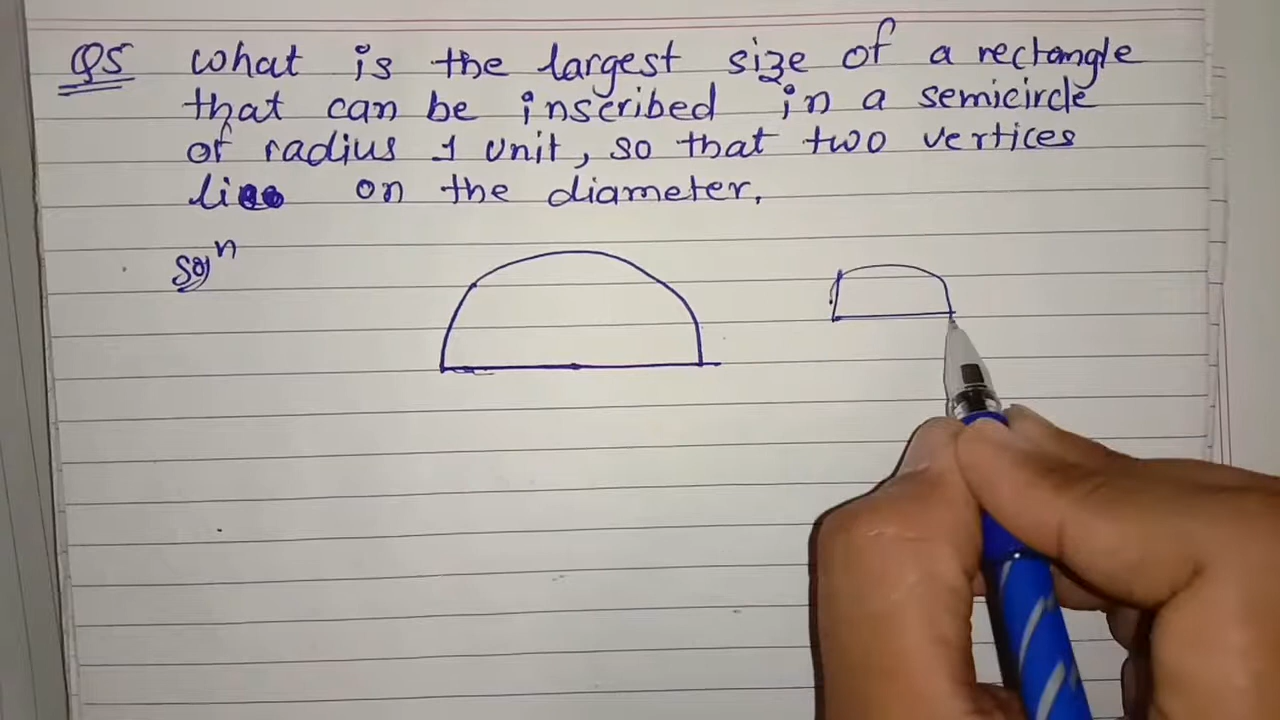 Q5 What is the largest size of a rectangle
that can be inscribed in a semicircle
of radius 1 unit, so that two vertices
lie on the diameter.
Solⁿ